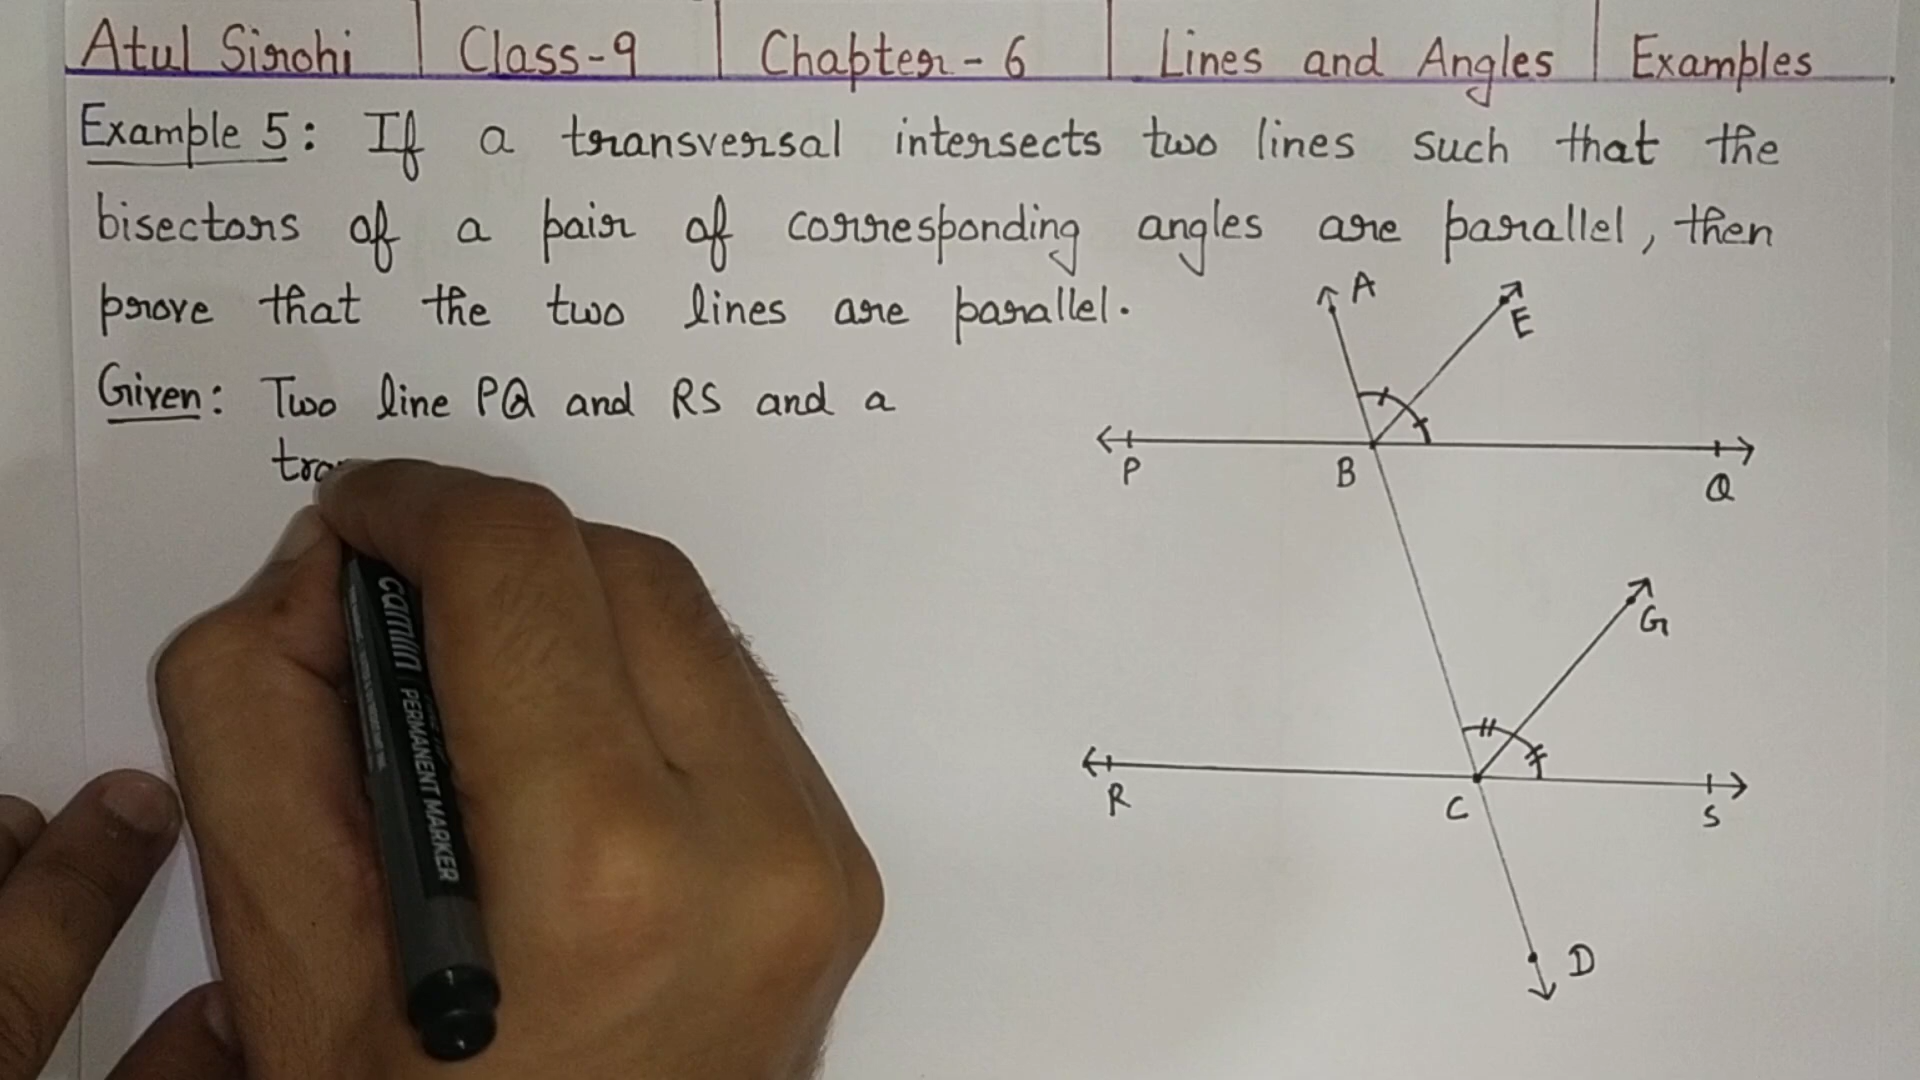 Atul Sirohi Class-9 Chapter-6 Lines and Angles Examples
Example 5: If a transversal intersects two lines such that the
bisectors of a pair of corresponding angles are parallel, then
prove that the two lines are parallel.
Given: Two line PQ and RS and a
A
E
P
B
Q
G
R
C
S
D
camlin
PERMANENT MARKER